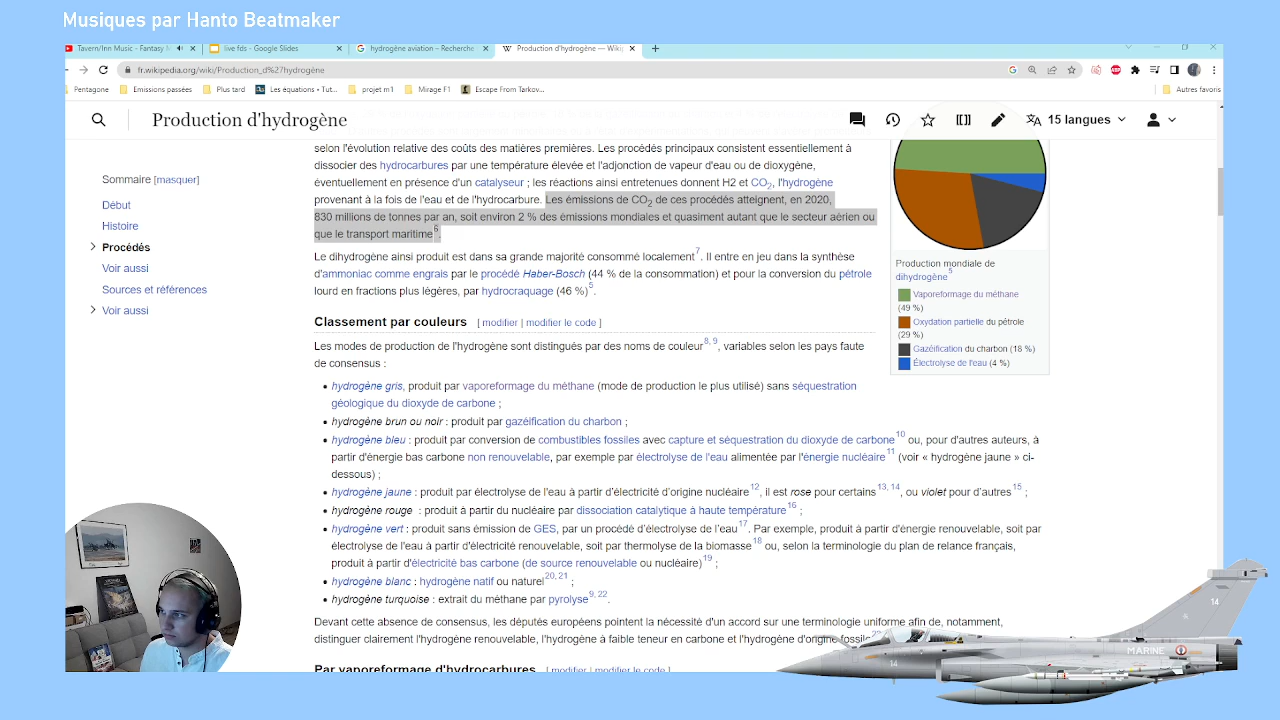 Musiques par Hanto Beatmaker
Tavern/Inn Music - Fantasy
live fds - Google Slides
hydrogène aviation - Recherche
Production d'hydrogène — Wiki
fr.wikipedia.org/wiki/Production_d%27hydrogène
Pentagone
Emissions passées
Plus tard
Les équations • Tut...
projet m1
Mirage F1
Escape From Tarkov...
Autres favoris
Production d'hydrogène
15 langues
Sommaire [masquer]
Début
Histoire
Procédés
Voir aussi
Sources et références
Voir aussi
selon l'évolution relative des coûts des matières premières. Les procédés principaux consistent essentiellement à
dissocier des hydrocarbures par une température élevée et l'adjonction de vapeur d'eau ou de dioxygène,
éventuellement en présence d'un catalyseur ; les réactions ainsi entretenues donnent H2 et CO2, l'hydrogène
provenant à la fois de l'eau et de l'hydrocarbure. Les émissions de CO2 de ces procédés atteignent, en 2020,
830 millions de tonnes par an, soit environ 2 % des émissions mondiales et quasiment autant que le secteur aérien ou
que le transport maritime6.
Le dihydrogène ainsi produit est dans sa grande majorité consommé localement7. Il entre en jeu dans la synthèse
d'ammoniac comme engrais par le procédé Haber-Bosch (44 % de la consommation) et pour la conversion du pétrole
lourd en fractions plus légères, par hydrocraquage (46 %)5.
Production mondiale de
dihydrogène5
Vaporeformage du méthane
(49 %)
Oxydation partielle du pétrole
(29 %)
Gazéification du charbon (18 %)
Électrolyse de l'eau (4 %)
Classement par couleurs [ modifier | modifier le code ]
Les modes de production de l'hydrogène sont distingués par des noms de couleur8, 9, variables selon les pays faute
de consensus :
• hydrogène gris, produit par vaporeformage du méthane (mode de production le plus utilisé) sans séquestration
géologique du dioxyde de carbone ;
• hydrogène brun ou noir : produit par gazéification du charbon ;
• hydrogène bleu : produit par conversion de combustibles fossiles avec capture et séquestration du dioxyde de carbone10 ou, pour d'autres auteurs, à
partir d'énergie bas carbone non renouvelable, par exemple par électrolyse de l'eau alimentée par l'énergie nucléaire11 (voir « hydrogène jaune » ci-
dessous) ;
• hydrogène jaune : produit par électrolyse de l'eau à partir d'électricité d'origine nucléaire12, il est rose pour certains13, 14, ou violet pour d'autres15 ;
• hydrogène rouge : produit à partir du nucléaire par dissociation catalytique à haute température16 ;
• hydrogène vert : produit sans émission de GES, par un procédé d'électrolyse de l'eau17. Par exemple, produit à partir d'énergie renouvelable, soit par
électrolyse de l'eau à partir d'électricité renouvelable, soit par thermolyse de la biomasse18 ou, selon la terminologie du plan de relance français,
produit à partir d'électricité bas carbone (de source renouvelable ou nucléaire)19 ;
• hydrogène blanc : hydrogène natif ou naturel20, 21 ;
• hydrogène turquoise : extrait du méthane par pyrolyse9, 22.
Devant cette absence de consensus, les députés européens pointent la nécessité d'un accord sur une terminologie uniforme afin de, notamment,
distinguer clairement l'hydrogène renouvelable, l'hydrogène à faible teneur en carbone et l'hydrogène d'origine
Par vaporeformage d'hydrocarbures [ modifier | modifier le code ]
14
MARINE
14